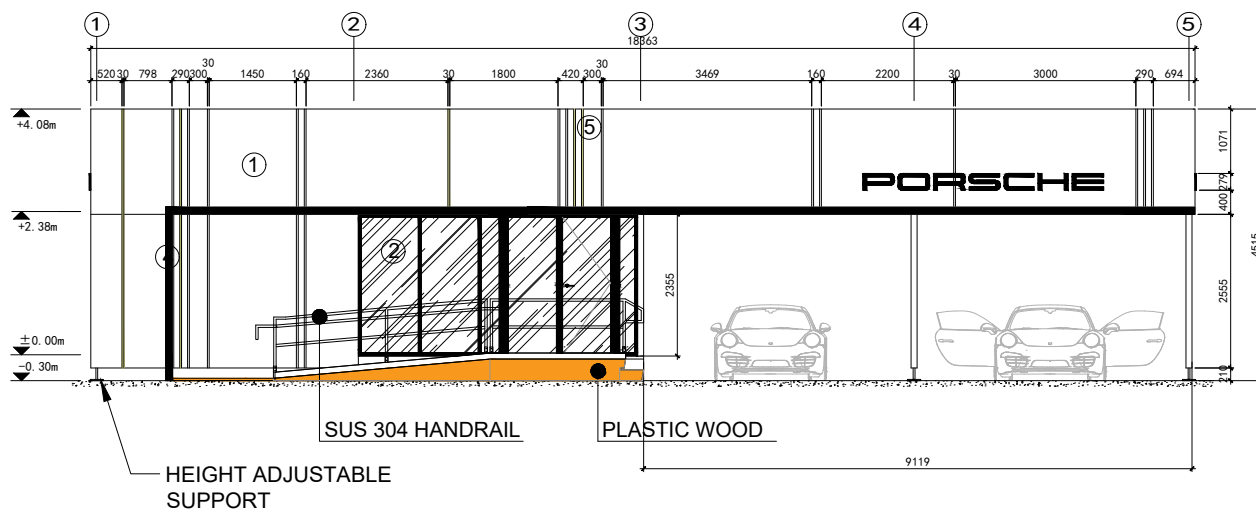 1 2 3 4 5
18363
520 30 798 290 300 30 1450 160 2360 30 1800 420 300 30 3469 160 2200 30 3000 290 694
+4.08m
5
1
1071
PORSCHE
279
400
+2.38m
2
4515
2355
2555
±0.00m
-0.30m
210
SUS 304 HANDRAIL
PLASTIC WOOD
9119
HEIGHT ADJUSTABLE
SUPPORT